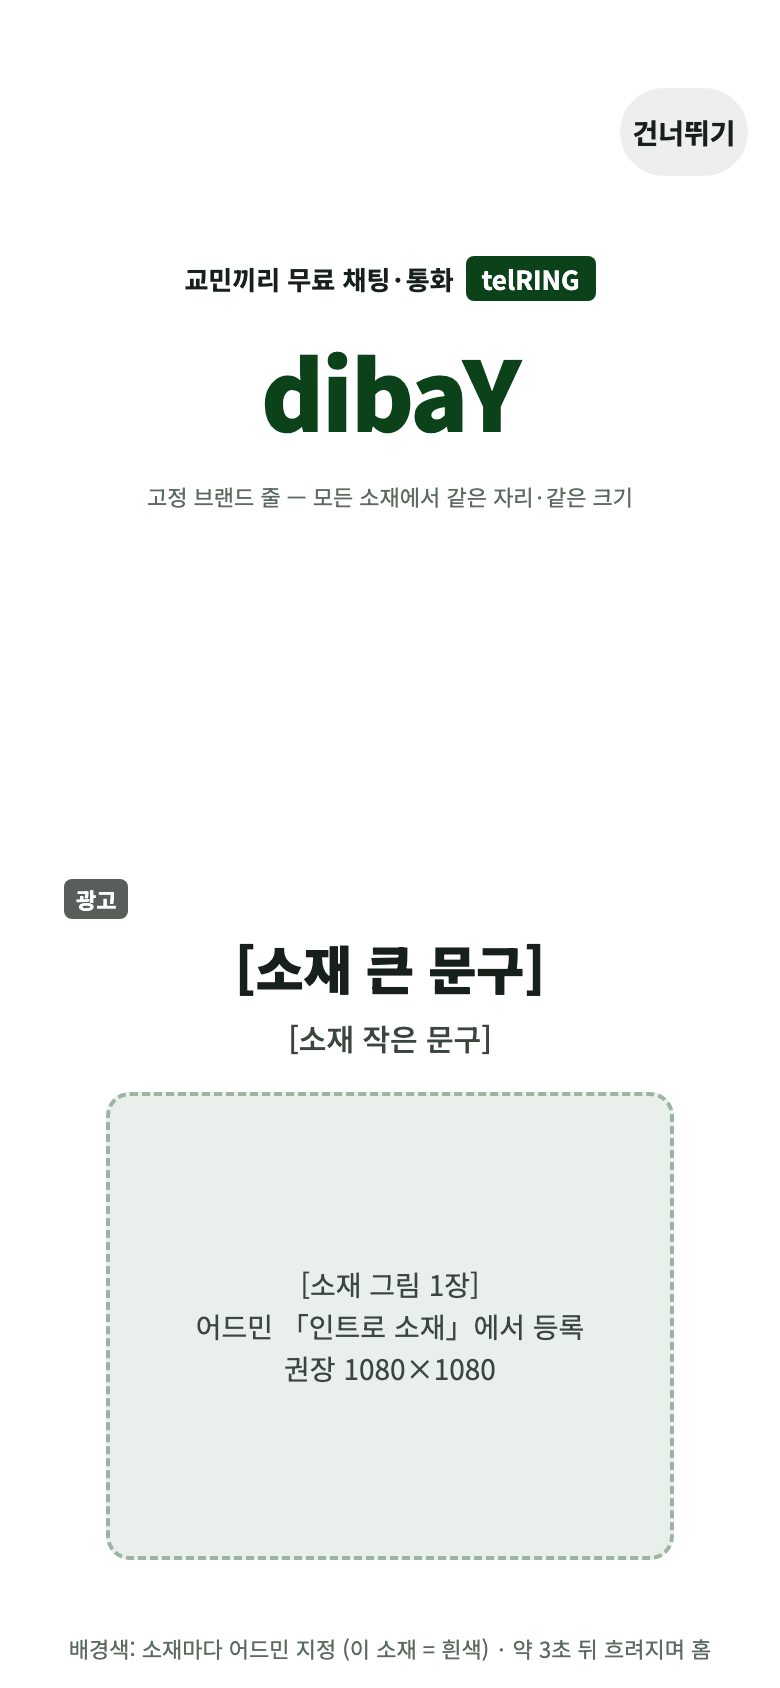 건너뛰기
교민끼리 무료 채팅·통화 telRING
dibaY
고정 브랜드 줄 — 모든 소재에서 같은 자리·같은 크기
광고
[소재 큰 문구]
[소재 작은 문구]
[소재 그림 1장]
어드민 「인트로 소재」에서 등록
권장 1080×1080
배경색: 소재마다 어드민 지정 (이 소재 = 흰색) · 약 3초 뒤 흐려지며 홈